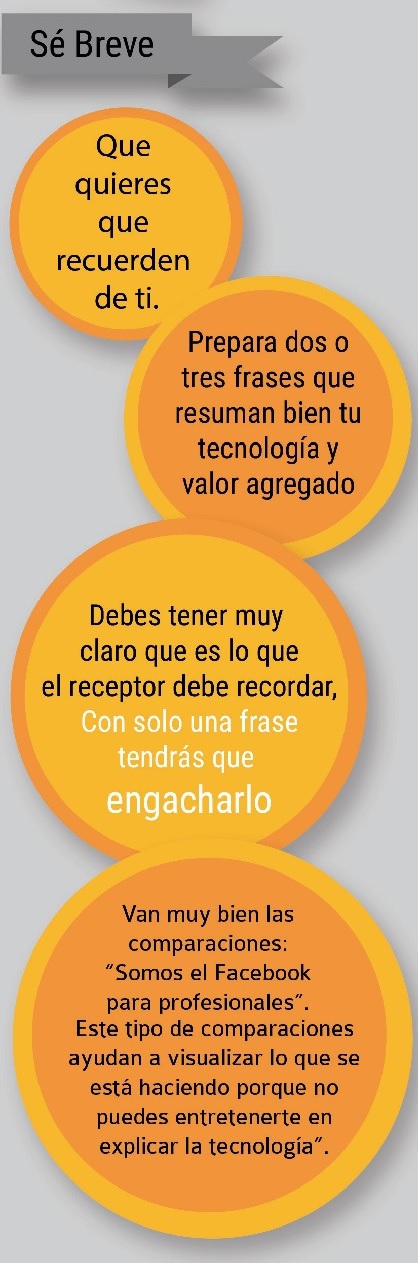 Sé Breve
Que
quieres
que
recuerden
de ti.
Prepara dos o
tres frases que
resuman bien tu
tecnología y
valor agregado
Debes tener muy
claro que es lo que
el receptor debe recordar,
Con solo una frase
tendrás que
engacharlo
Van muy bien las
comparaciones:
“Somos el Facebook
para profesionales”.
Este tipo de comparaciones
ayudan a visualizar lo que se
está haciendo porque no
puedes entretenerte en
explicar la tecnología”.